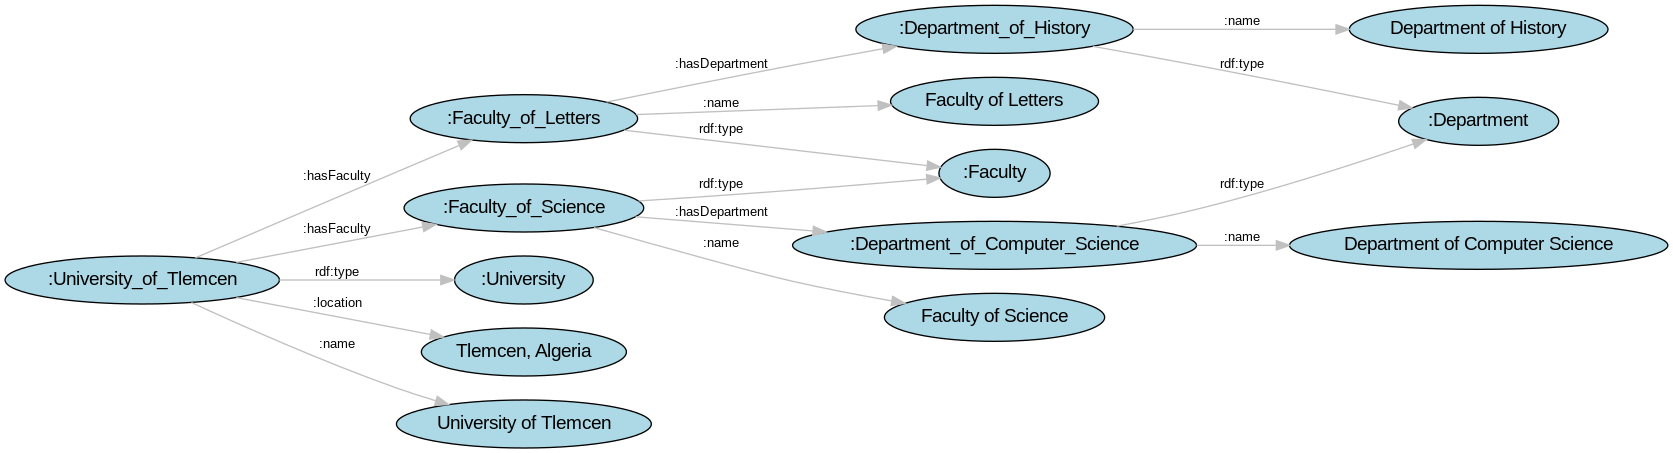 :Department_of_History
:name
Department of History
:hasDepartment
rdf:type
:name
Faculty of Letters
:Faculty_of_Letters
:Department
rdf:type
:hasFaculty
:Faculty
rdf:type
rdf:type
:Faculty_of_Science
:hasDepartment
:hasFaculty
:name
:Department_of_Computer_Science
:name
Department of Computer Science
:University_of_Tlemcen
rdf:type
:University
:location
Faculty of Science
:name
Tlemcen, Algeria
University of Tlemcen